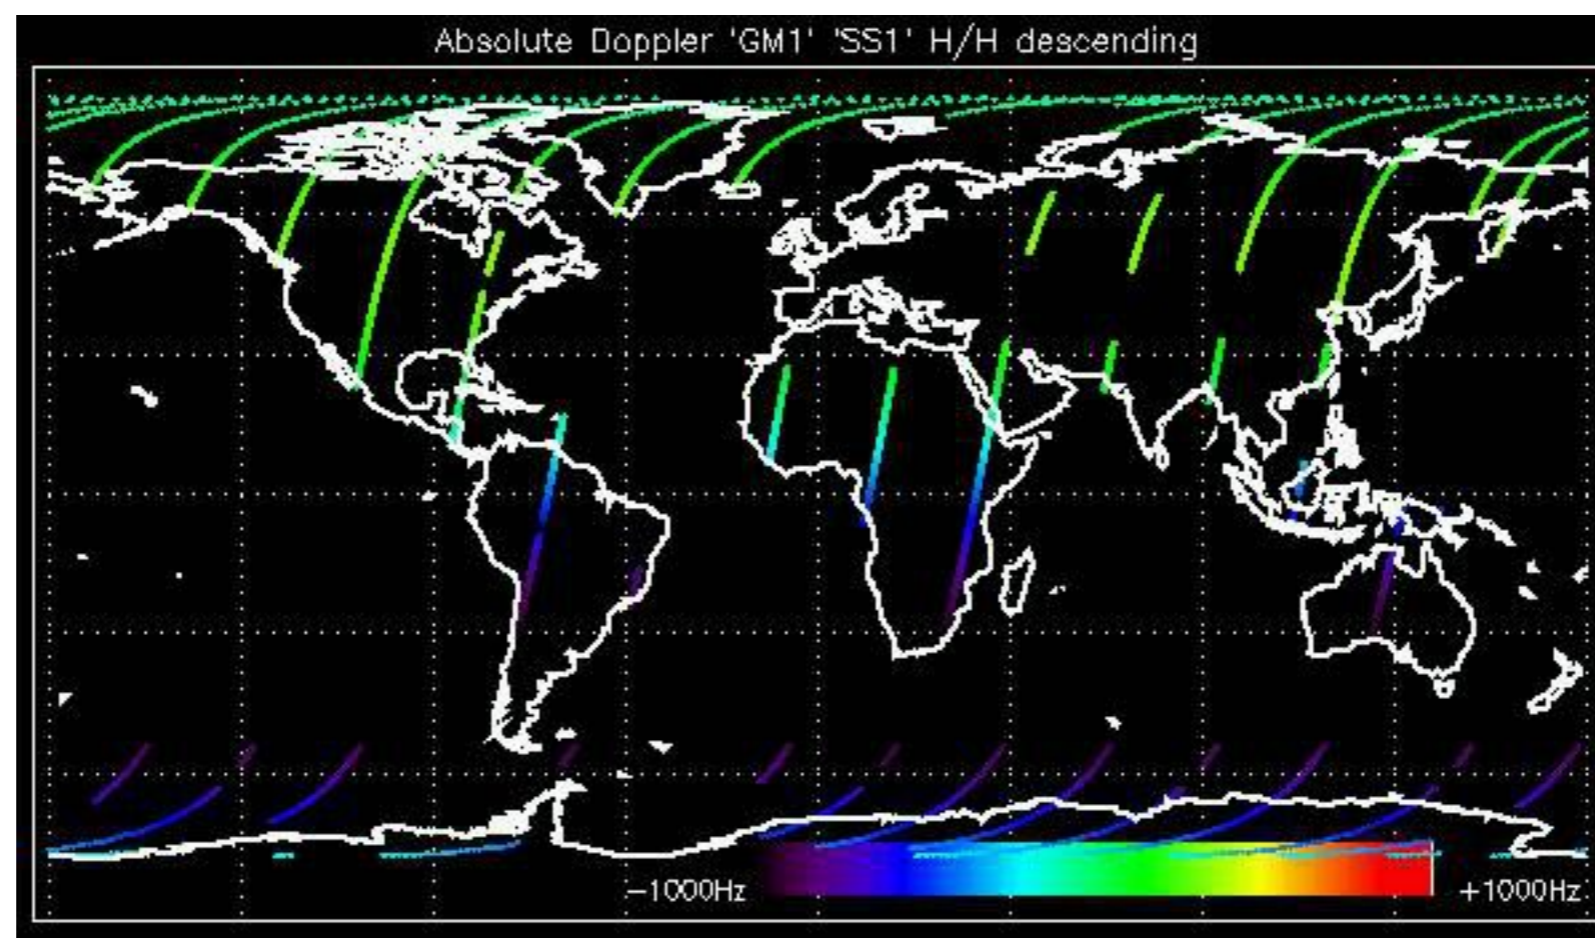 Absolute Doppler 'GM1' 'SS1' H/H descending
−1000Hz +1000Hz